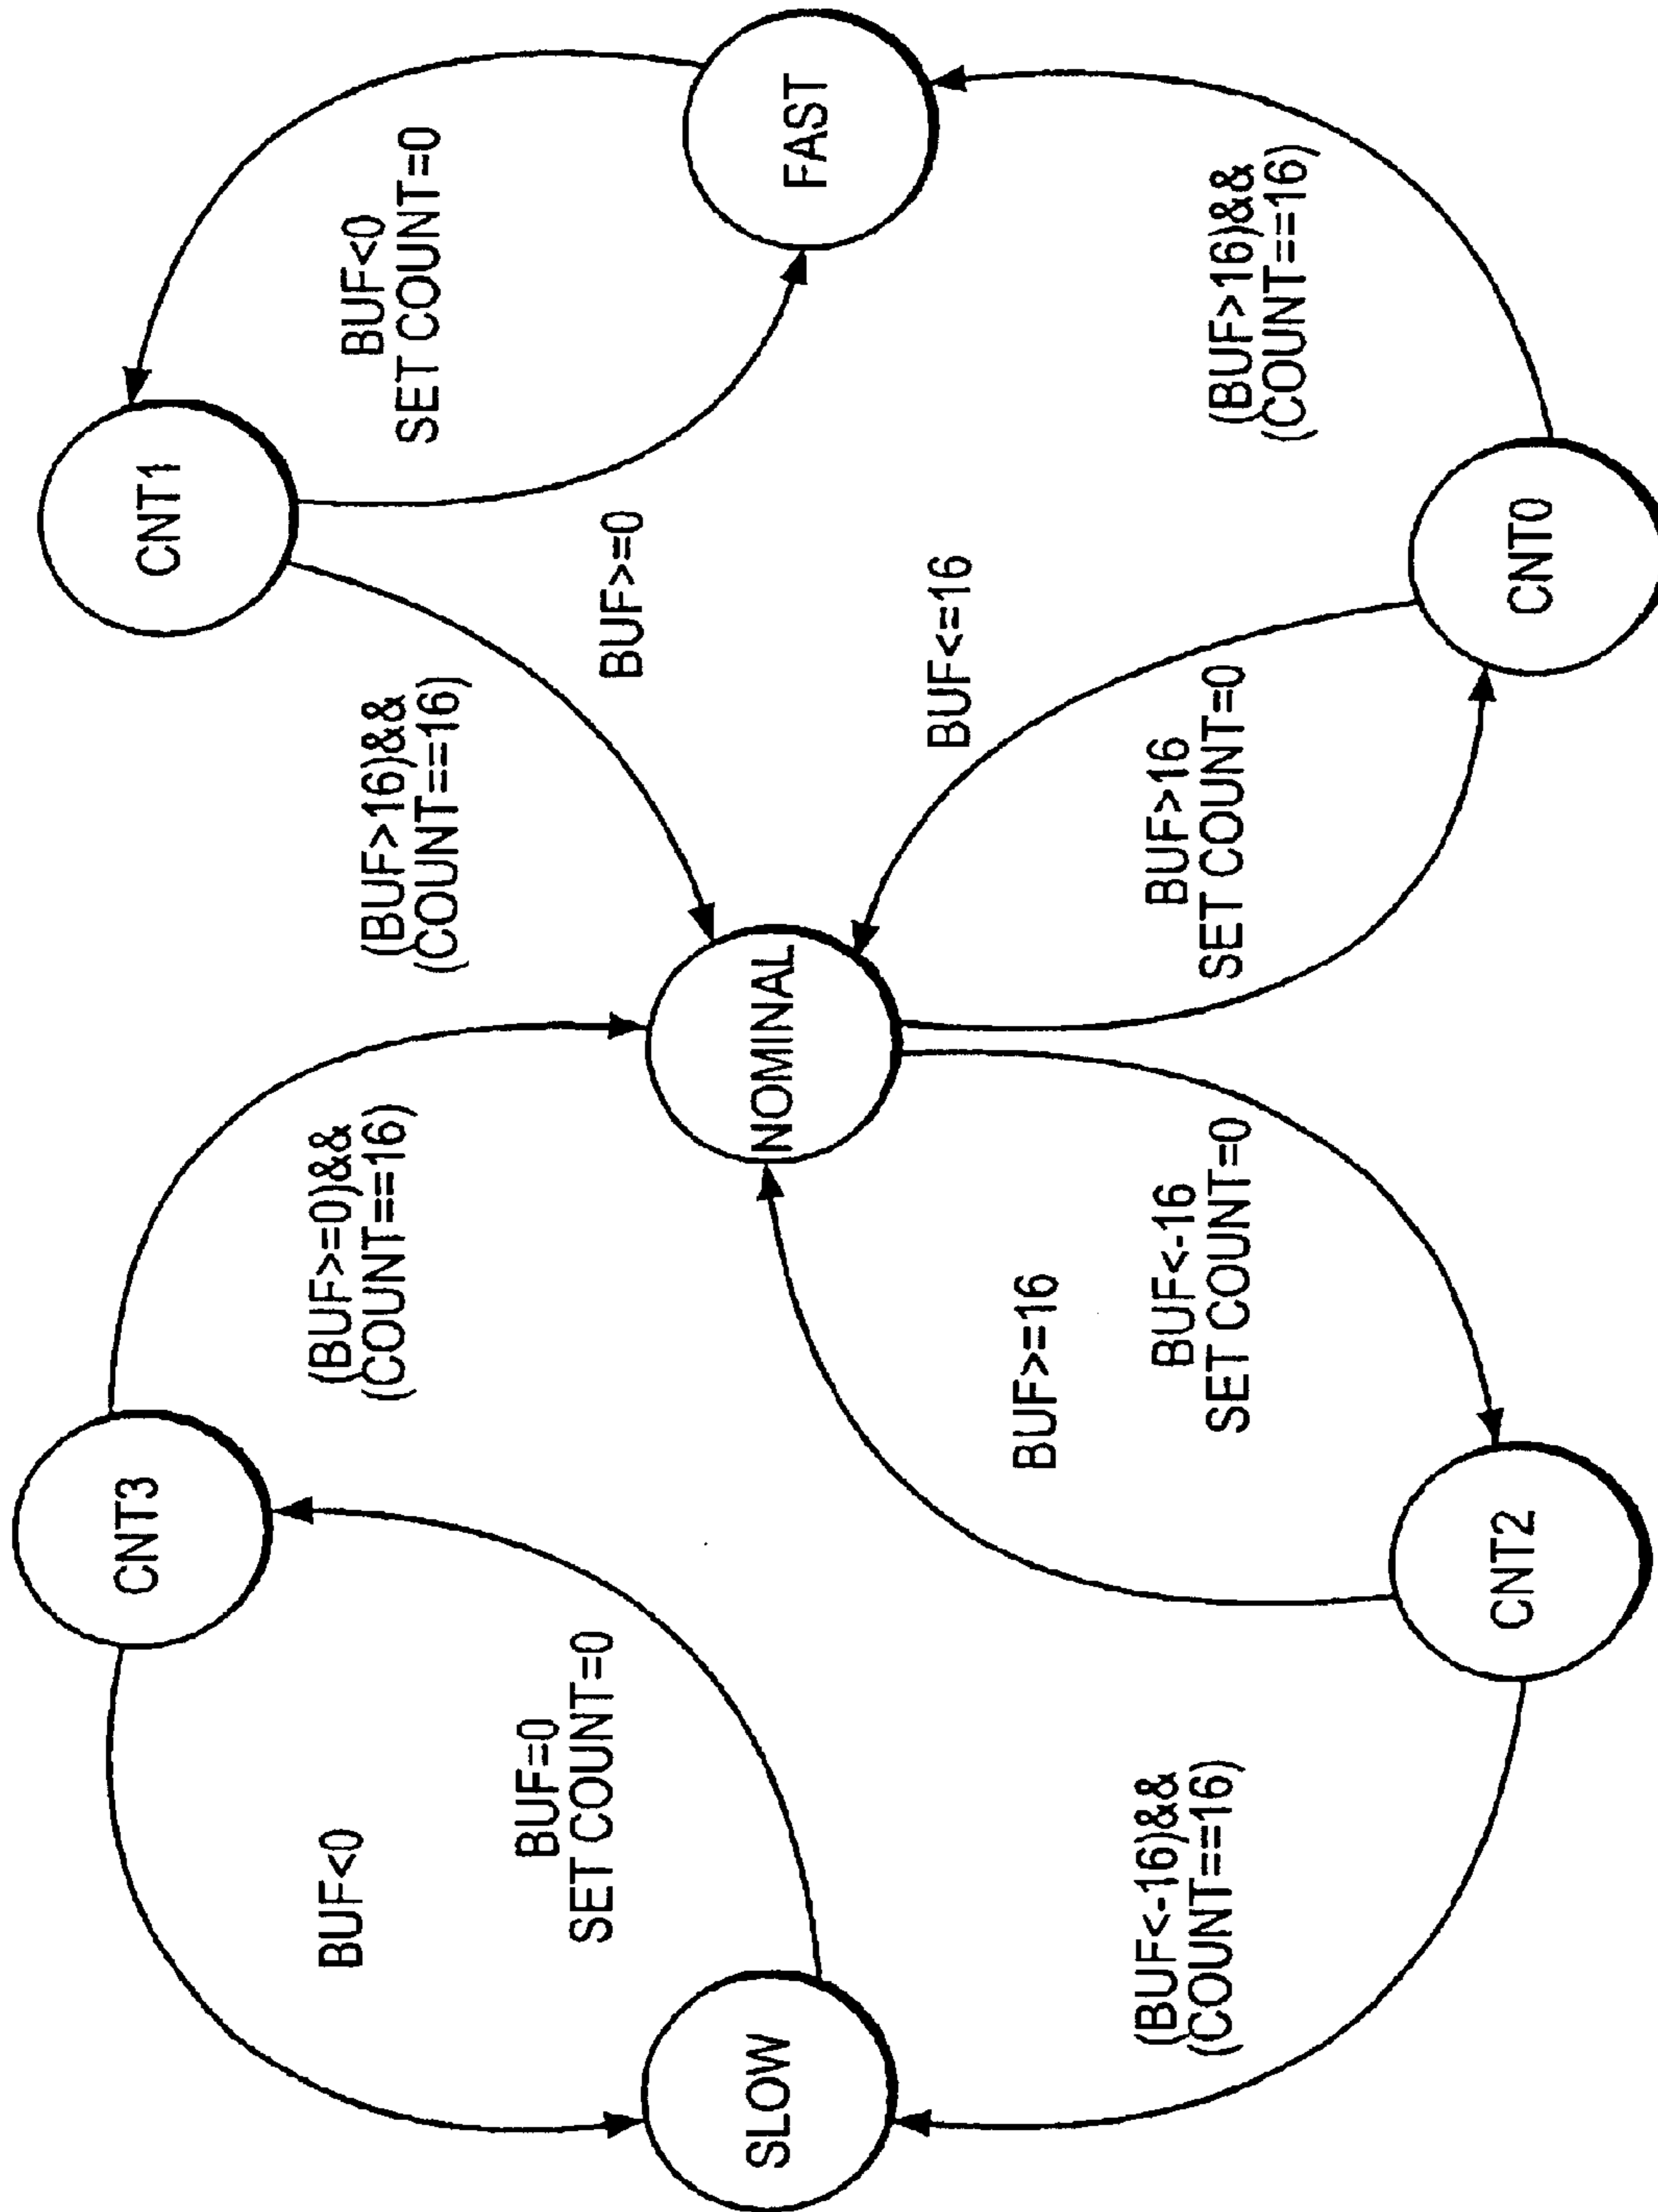 CNT3
CNT1
BUF<0
(BUF>=0)&&
(COUNT==16)
(BUF>16)&&
(COUNT==16)
BUF<0
SET COUNT=0
BUF=0
SET COUNT=0
BUF>=0
SLOW
NOMINAL
FAST
BUF>=16
BUF<=16
(BUF<-16)&&
(COUNT==16)
BUF<-16
SET COUNT=0
BUF>16
SET COUNT=0
(BUF>16)&&
(COUNT==16)
CNT2
CNT0